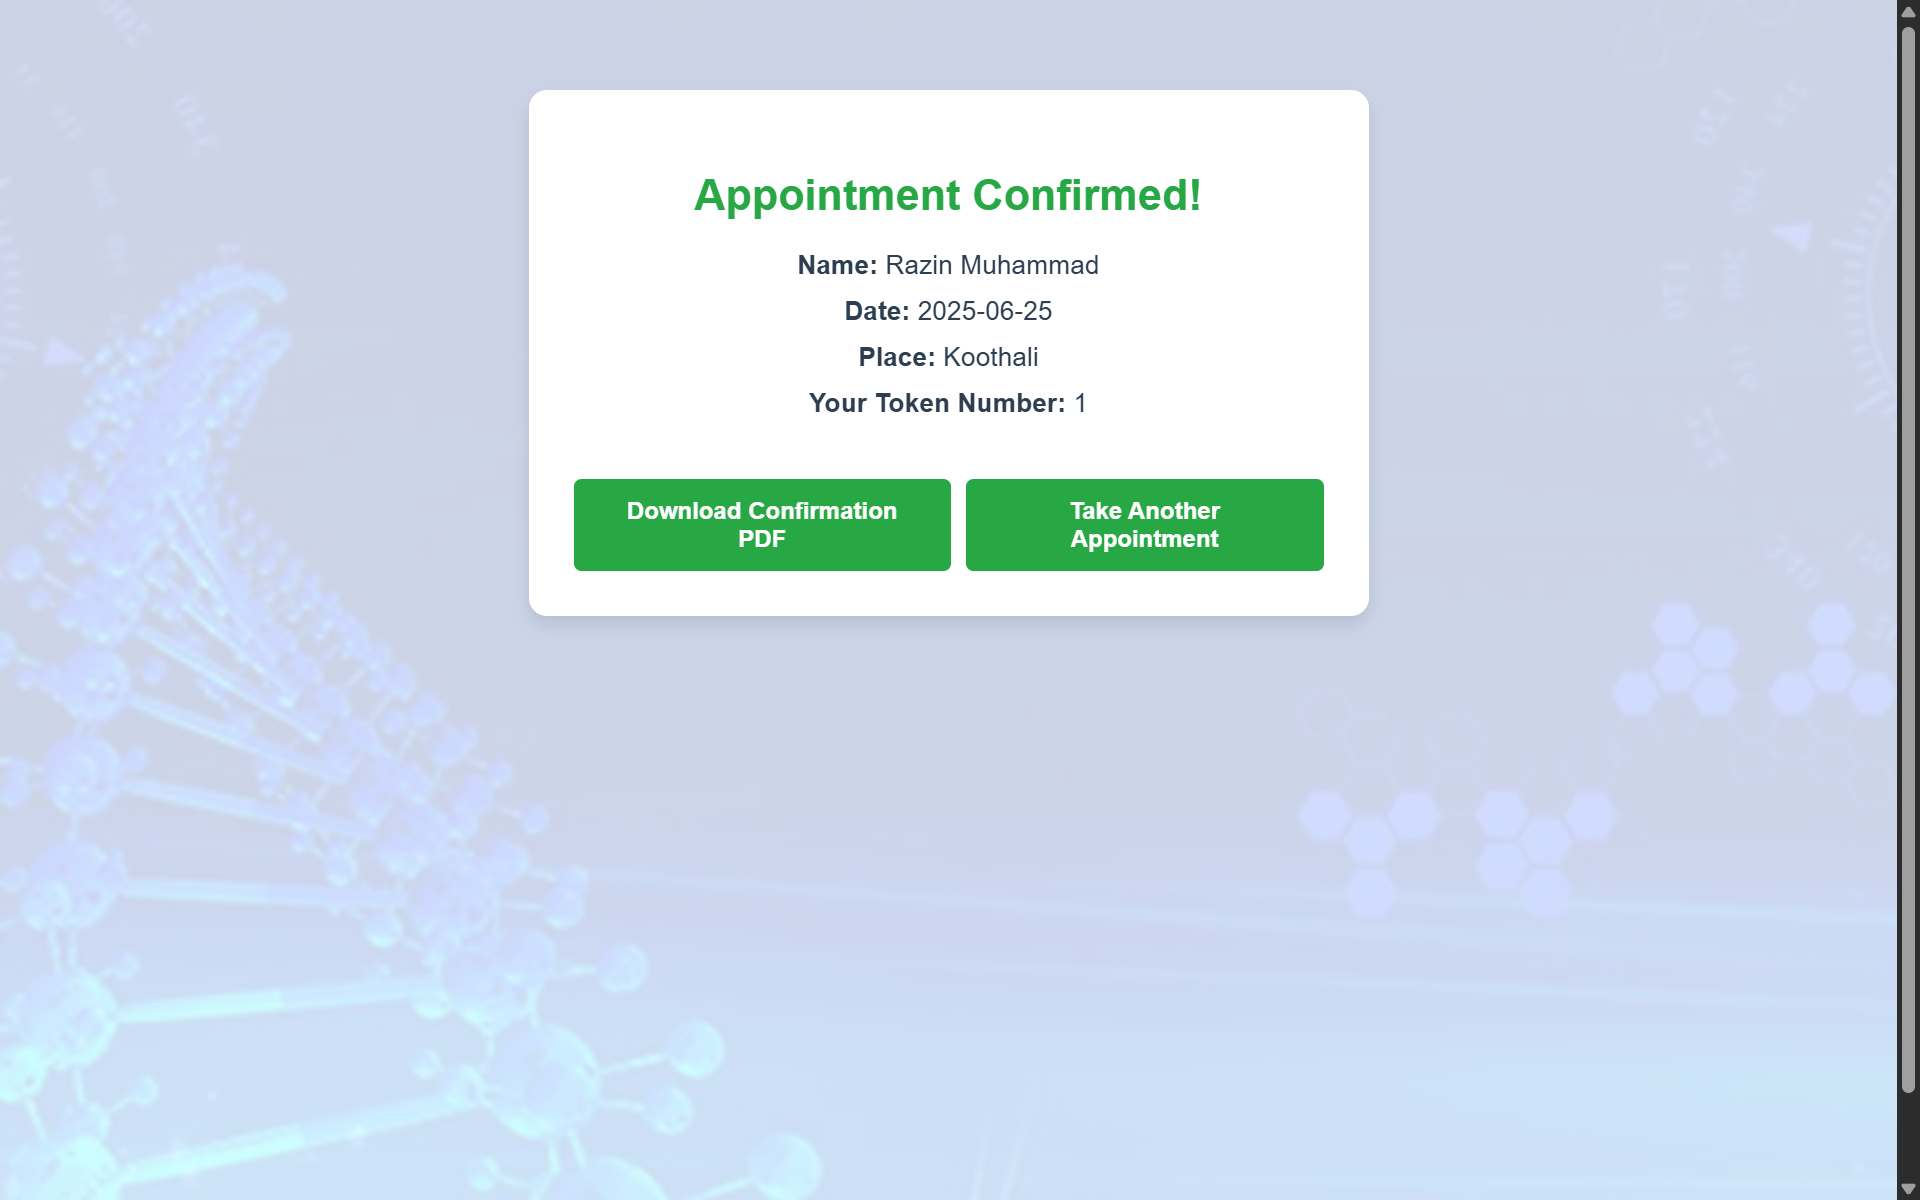 Appointment Confirmed!
Name: Razin Muhammad
Date: 2025-06-25
Place: Koothali
Your Token Number: 1
Download Confirmation
PDF
Take Another
Appointment